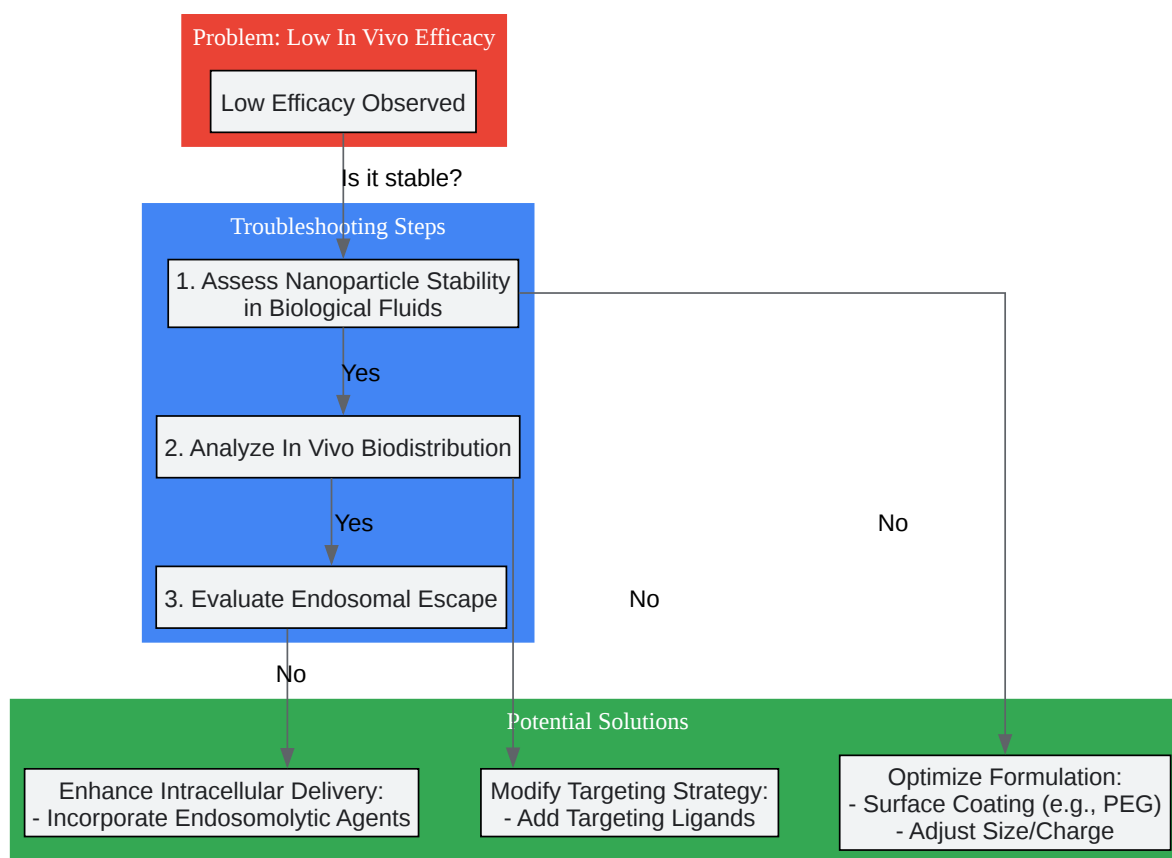 Problem: Low In Vivo Efficacy
Low Efficacy Observed
Is it stable?
Troubleshooting Steps
1. Assess Nanoparticle Stability
in Biological Fluids
Yes
2. Analyze In Vivo Biodistribution
Yes
No
3. Evaluate Endosomal Escape
No
No
Potential Solutions
Enhance Intracellular Delivery:
- Incorporate Endosomolytic Agents
Modify Targeting Strategy:
- Add Targeting Ligands
Optimize Formulation:
- Surface Coating (e.g., PEG)
- Adjust Size/Charge